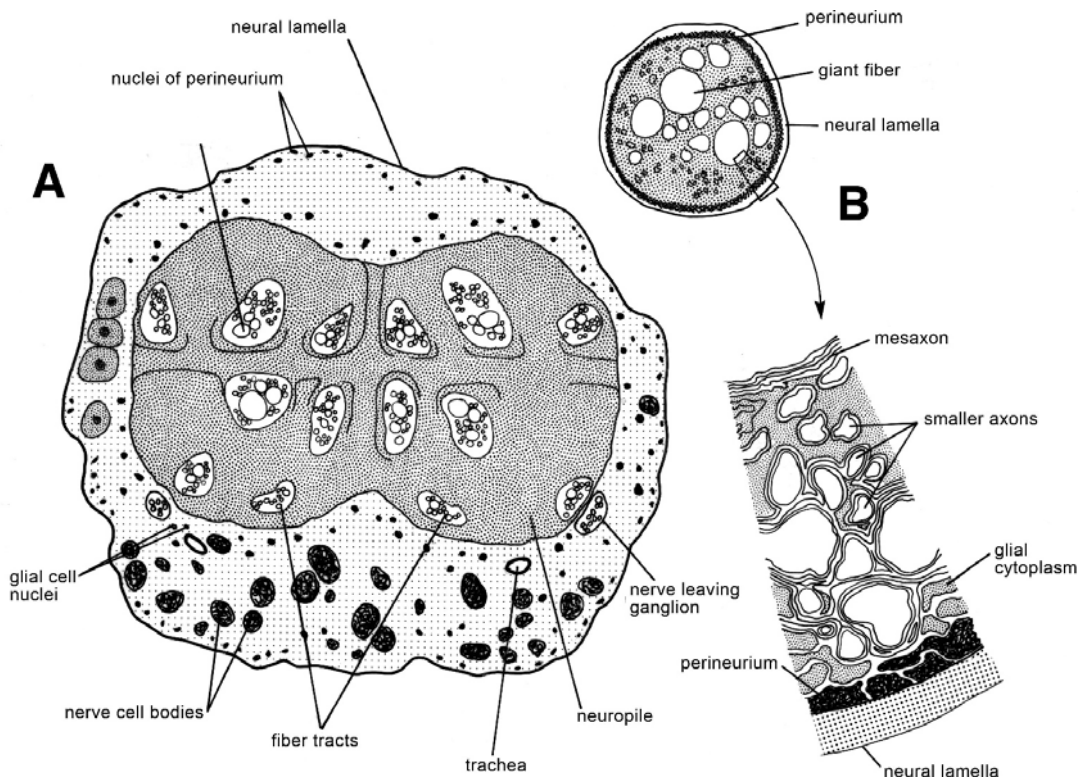 neural lamella
nuclei of perineurium
A
perineurium
giant fiber
neural lamella
B
mesaxon
smaller axons
glial
cytoplasm
glial cell
nuclei
nerve leaving
ganglion
perineurium
nerve cell bodies
fiber tracts
neuropile
trachea
neural lamella